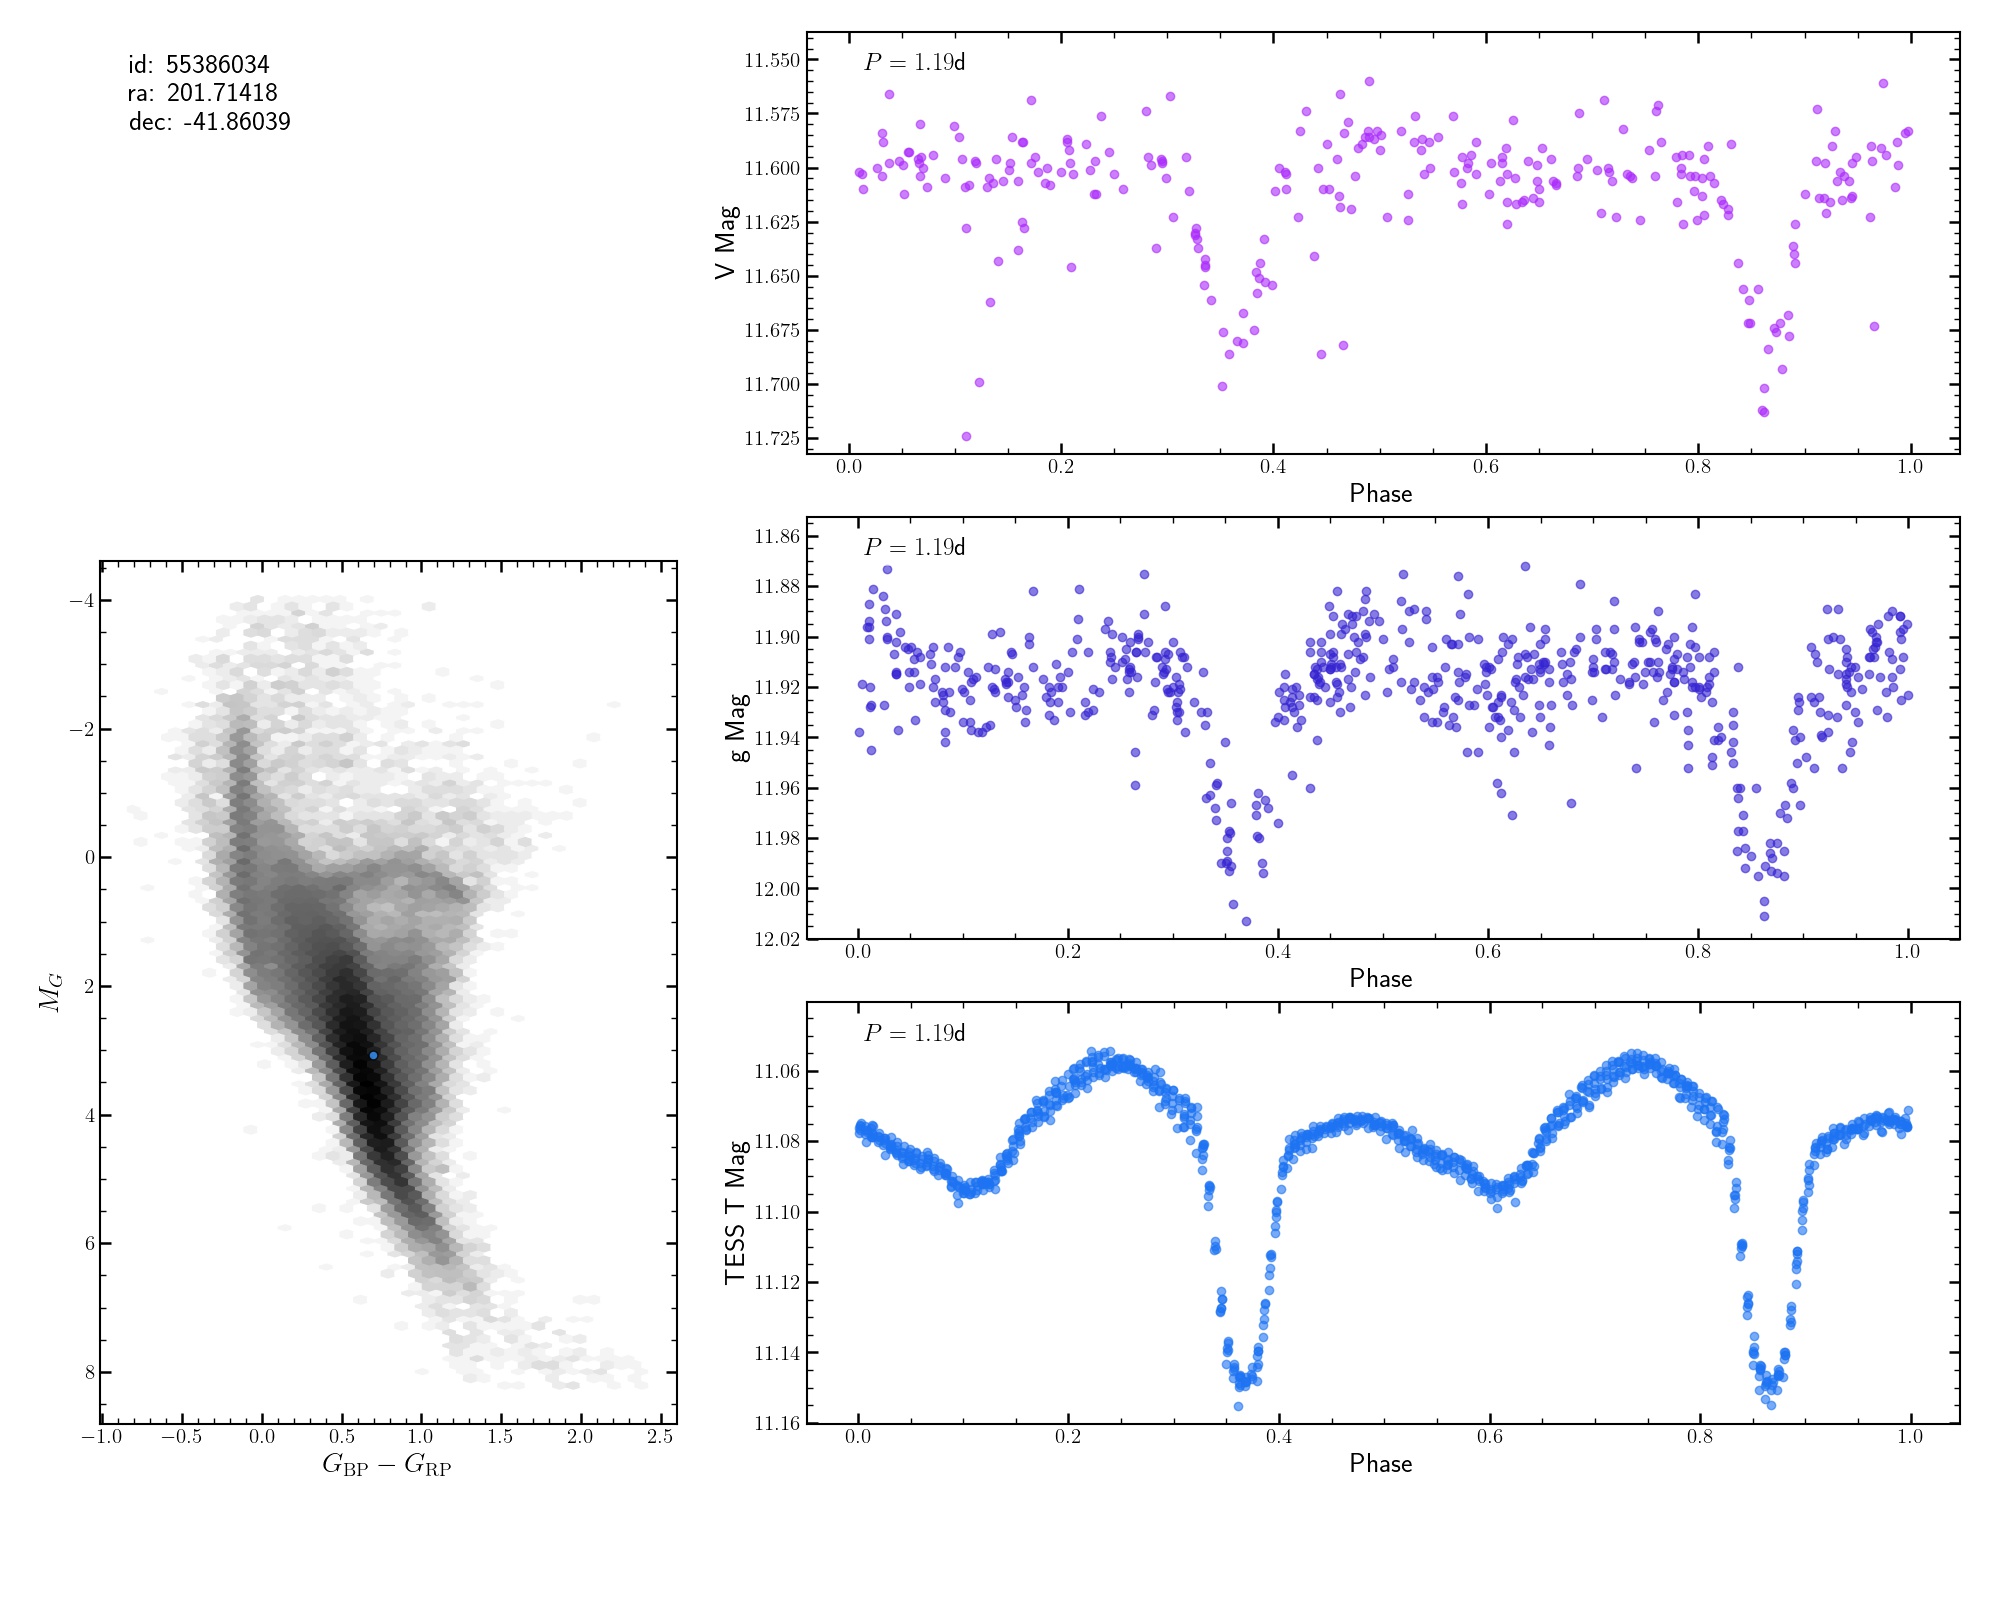 id: 55386034
ra: 201.71418
dec: -41.86039
P = 1.19d
11.550
11.575
11.600
11.625
11.650
11.675
11.700
11.725
V Mag
0.0 0.2 0.4 0.6 0.8 1.0
Phase
P = 1.19d
11.86
11.88
11.90
11.92
11.94
11.96
11.98
12.00
12.02
g Mag
0.0 0.2 0.4 0.6 0.8 1.0
Phase
−4
−2
0
2
4
6
8
M_G
−1.0 −0.5 0.0 0.5 1.0 1.5 2.0 2.5
G_BP − G_RP
P = 1.19d
11.06
11.08
11.10
11.12
11.14
11.16
TESS T Mag
0.0 0.2 0.4 0.6 0.8 1.0
Phase